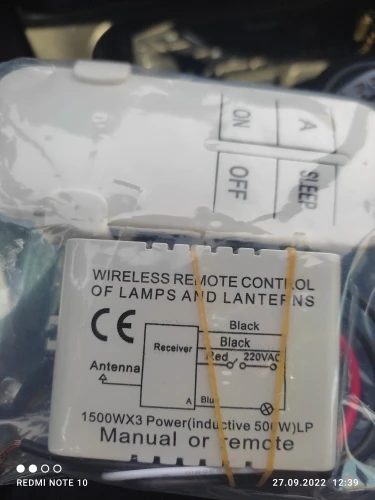 ON
A
OFF
SlEEP
WIRELESS REMOTE CONTROL
OF LAMPS AND LANTERNS
CE
Black
Receiver
Black
Red 220VAC
Antenna
A
Blu
1500WX3 Power(inductive 500W)LP
Manual or remote
REDMI NOTE 10
27.09.2022 12:39